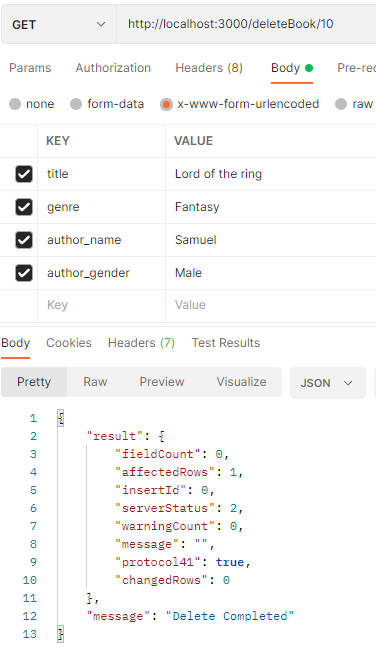 GET http://localhost:3000/deleteBook/10
Params Authorization Headers (8) Body Pre-rec
none form-data x-www-form-urlencoded raw
KEY VALUE
title Lord of the ring
genre Fantasy
author_name Samuel
author_gender Male
Key Value
Body Cookies Headers (7) Test Results
Pretty Raw Preview Visualize JSON
1 {
2 "result": {
3 "fieldCount": 0,
4 "affectedRows": 1,
5 "insertId": 0,
6 "serverStatus": 2,
7 "warningCount": 0,
8 "message": "",
9 "protocol41": true,
10 "changedRows": 0
11 },
12 "message": "Delete Completed"
13 }